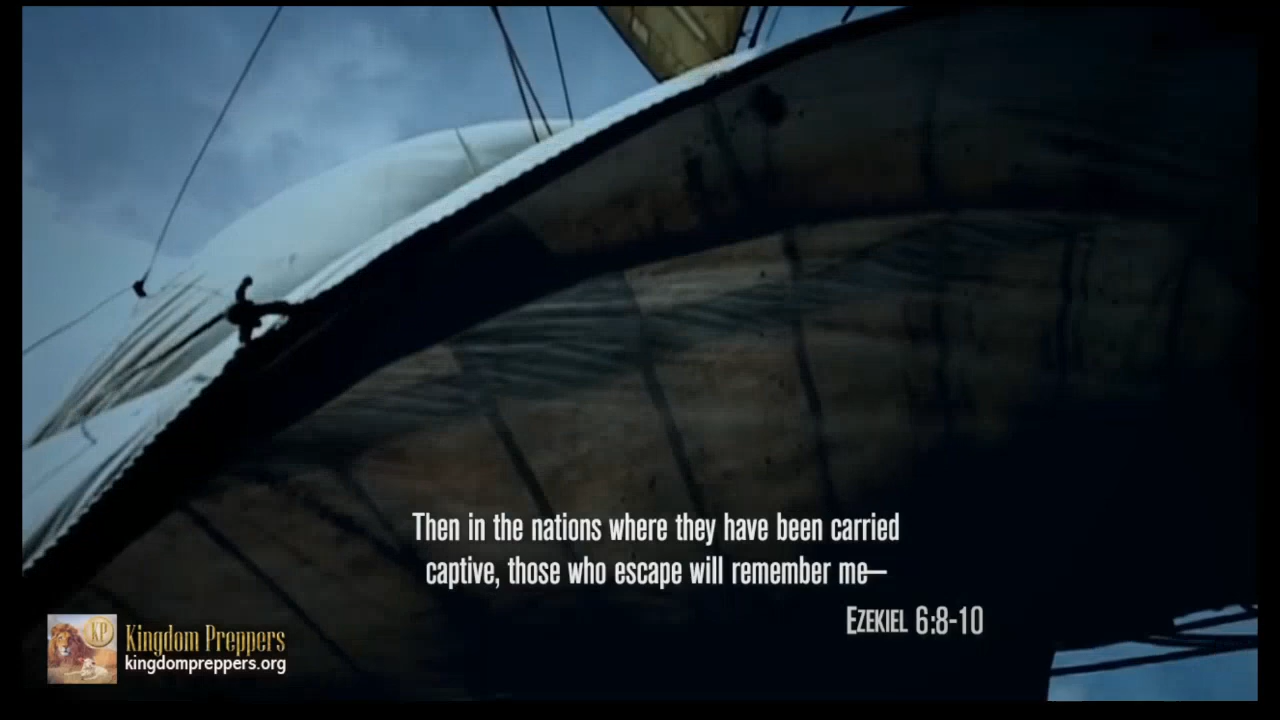 Then in the nations where they have been carried
captive, those who escape will remember me—
EZEKIEL 6:8-10
KP
Kingdom Preppers
kingdompreppers.org